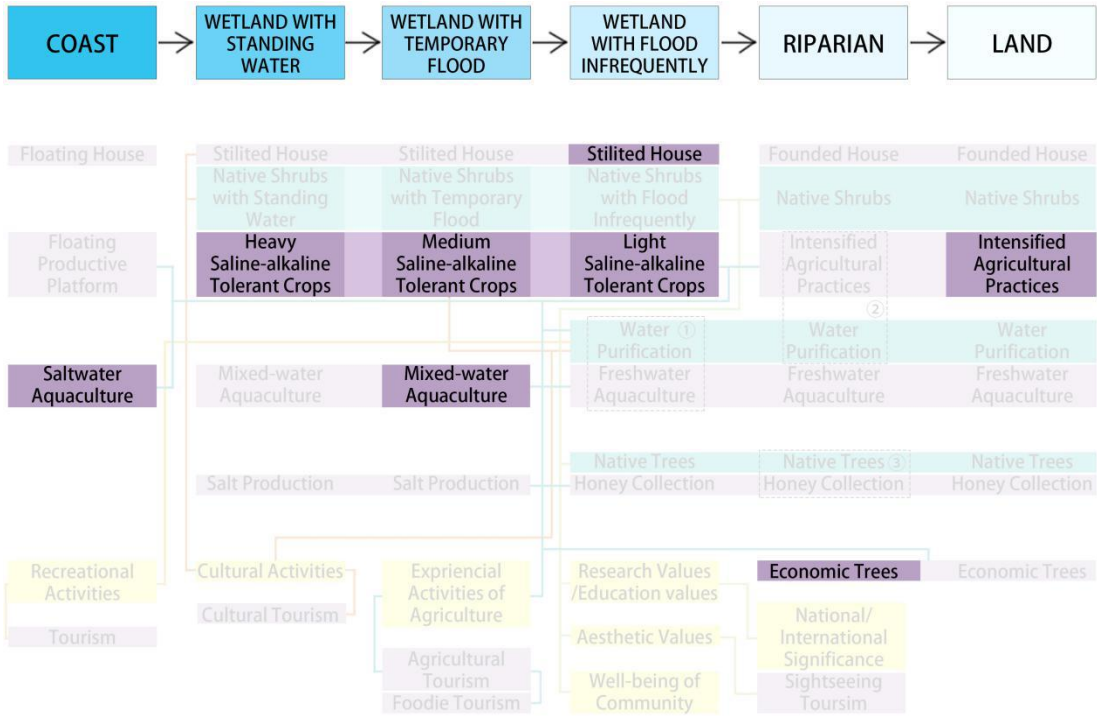 COAST
WETLAND WITH
STANDING
WATER
WETLAND WITH
TEMPORARY
FLOOD
WETLAND
WITH FLOOD
INFREQUENTLY
RIPARIAN
LAND
Floating House
Stilited House
Stilited House
Stilited House
Founded House
Founded House
Native Shrubs
with Standing
Water
Native Shrubs
with Temporary
Flood
Native Shrubs
with Flood
Infrequently
Native Shrubs
Native Shrubs
Floating
Productive
Platform
Heavy
Saline-alkaline
Tolerant Crops
Medium
Saline-alkaline
Tolerant Crops
Light
Saline-alkaline
Tolerant Crops
Intensified
Agricultural
Practices
②
Intensified
Agricultural
Practices
Water ①
Purification
Water
Purification
Water
Purification
Saltwater
Aquaculture
Mixed-water
Aquaculture
Mixed-water
Aquaculture
Freshwater
Aquaculture
Freshwater
Aquaculture
Freshwater
Aquaculture
Native Trees
Native Trees ③
Native Trees
Salt Production
Salt Production
Honey Collection
Honey Collection
Honey Collection
Recreational
Activities
Tourism
Cultural Activities
Cultural Tourism
Expriencial
Activities of
Agriculture
Agricultural
Tourism
Foodie Tourism
Research Values
/Education values
Aesthetic Values
Well-being of
Community
Economic Trees
Economic Trees
National/
International
Significance
Sightseeing
Toursim